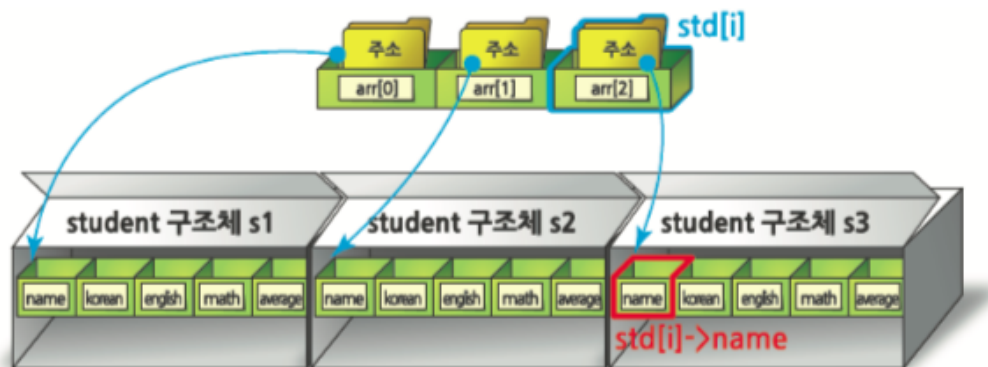 std[i]
주소 주소 주소
arr[0] arr[1] arr[2]
student 구조체 s1 student 구조체 s2 student 구조체 s3
name korean english math average name korean english math average name korean english math average
std[i]->name